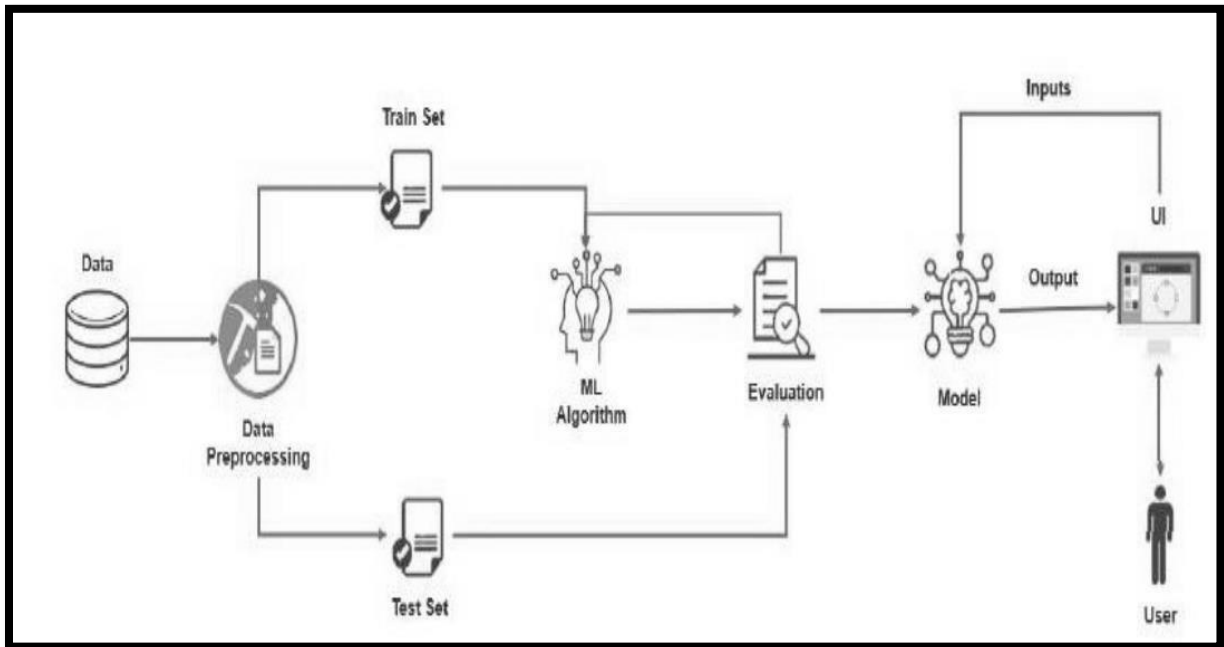 Inputs
Train Set
UI
Data
Output
ML
Algorithm
Evaluation
Model
Data
Preprocessing
Test Set
User